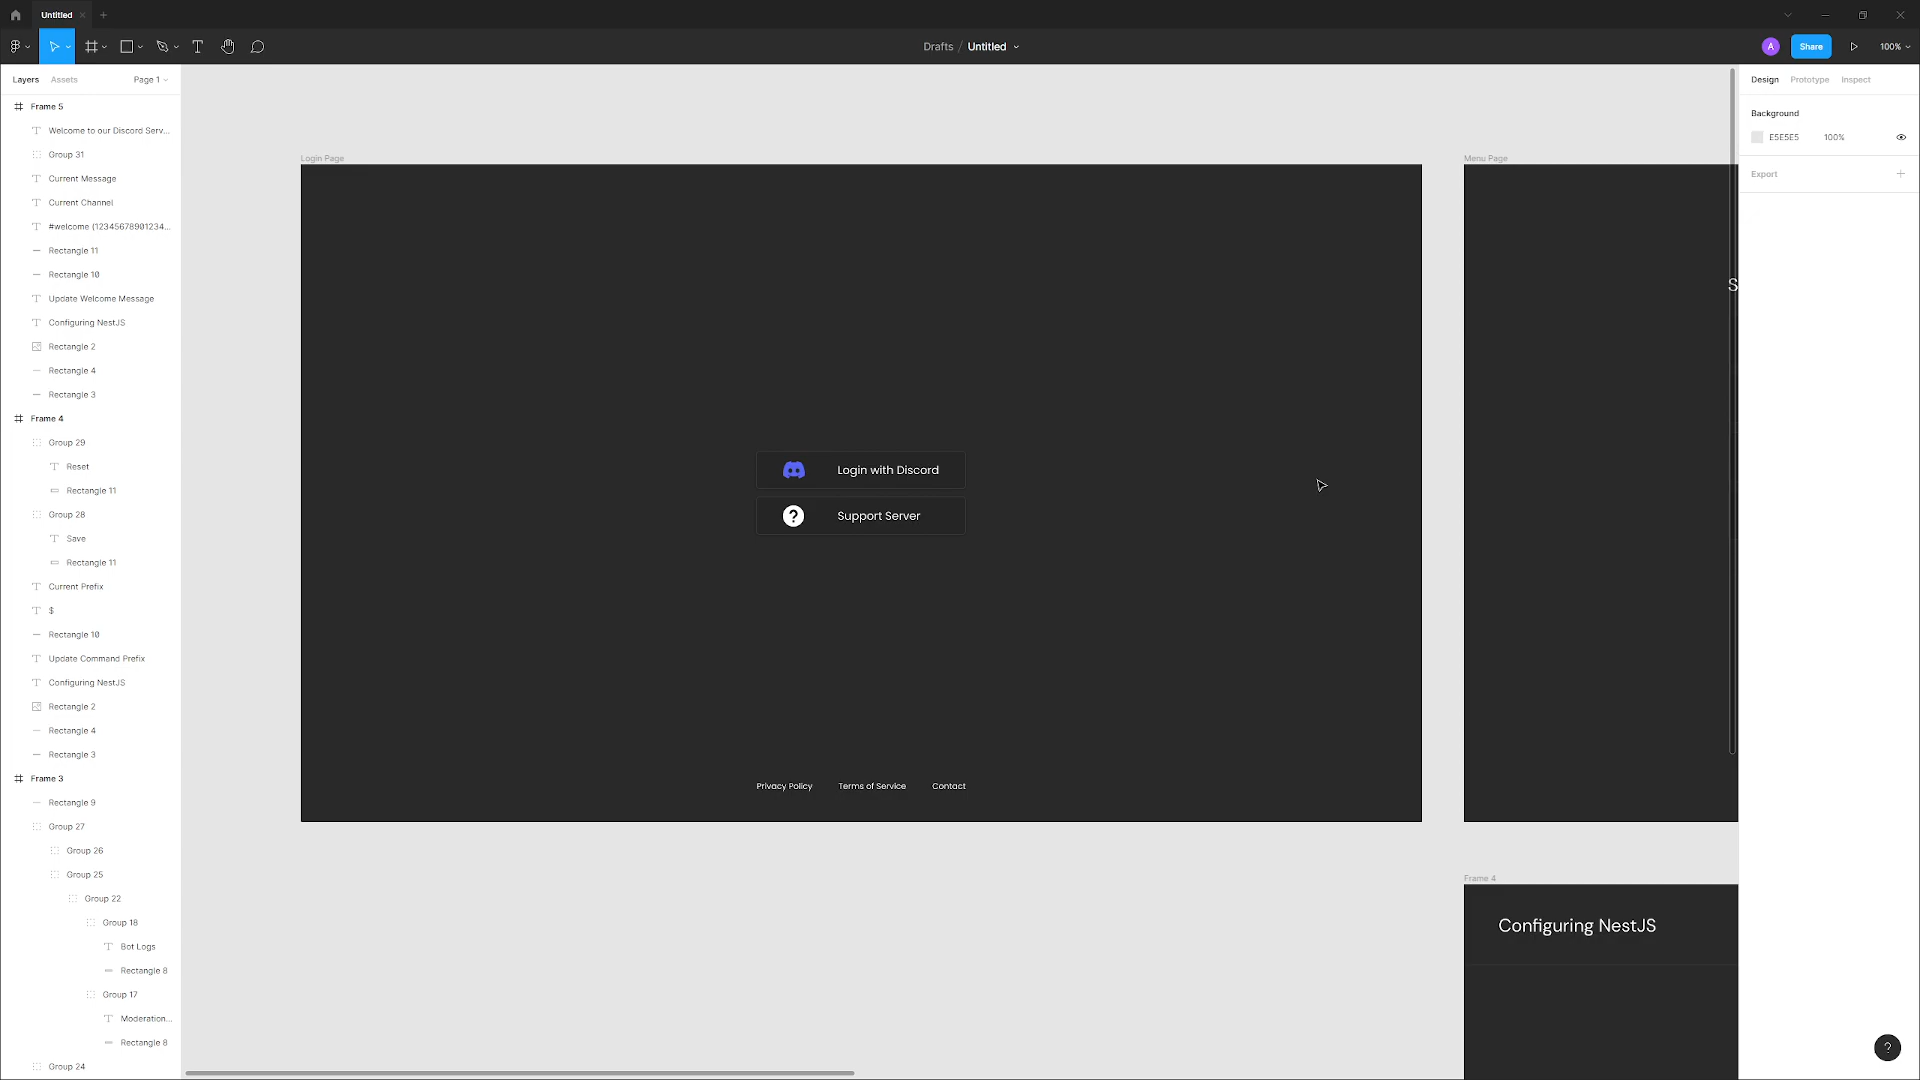 Untitled
Drafts / Untitled
A
Share
100%
Layers
Assets
Page 1
Frame 5
Welcome to our Discord Serv...
Group 31
Current Message
Current Channel
#welcome (12345678901234...
Rectangle 11
Rectangle 10
Update Welcome Message
Configuring NestJS
Rectangle 2
Rectangle 4
Rectangle 3
Frame 4
Group 29
Reset
Rectangle 11
Group 28
Save
Rectangle 11
Current Prefix
$
Rectangle 10
Update Command Prefix
Configuring NestJS
Rectangle 2
Rectangle 4
Rectangle 3
Frame 3
Rectangle 9
Group 27
Group 26
Group 25
Group 22
Group 18
Bot Logs
Rectangle 8
Group 17
Moderation...
Rectangle 8
Group 24
Login Page
Login with Discord
?
Support Server
Privacy Policy
Terms of Service
Contact
Menu Page
S
Frame 4
Configuring NestJS
Design
Prototype
Inspect
Background
E5E5E5
100%
Export
?